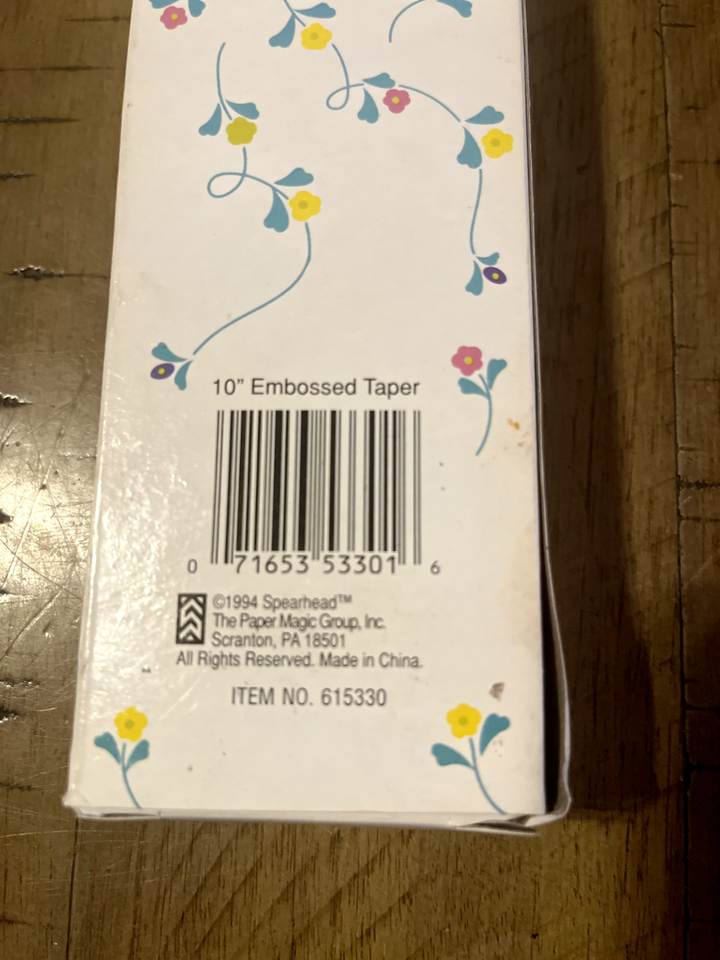 10” Embossed Taper
0 71653 53301 6
©1994 Spearhead™
The Paper Magic Group, Inc.
Scranton, PA 18501
All Rights Reserved. Made in China.
ITEM NO. 615330